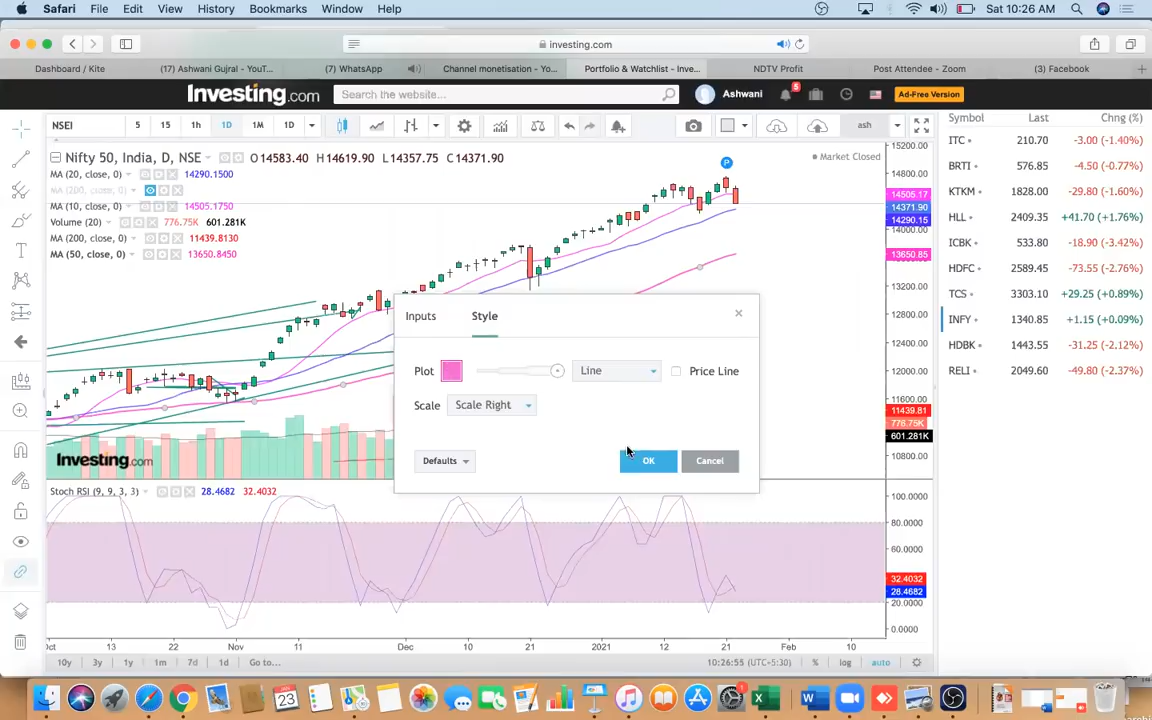 Safari File Edit View History Bookmarks Window Help Sat 10:26 AM
investing.com
Dashboard / Kite (17) Ashwani Gujral - YouT... (7) WhatsApp Channel monetisation - Yo... Portfolio & Watchlist - Inve... NDTV Profit Post Attendee - Zoom (3) Facebook
Investing.com Search the website... Ashwani 5 Ad-Free Version
NSEI 5 15 1h 1D 1M 1D ash
Symbol Last Chng (%)
Nifty 50, India, D, NSE O14583.40 H14619.90 L14357.75 C14371.90
Market Closed
MA (20, close, 0) 14290.1500
MA (200, close, 0)
MA (10, close, 0) 14505.1750
Volume (20) 776.75K 601.281K
MA (200, close, 0) 11439.8130
MA (50, close, 0) 13650.8450
P
15200.00
14800.00
14505.17
14371.90
14290.15
14000.00
13650.85
13200.00
12800.00
12400.00
12000.00
11600.00
11439.81
776.75K
601.281K
10800.00
ITC 210.70 -3.00 (-1.40%)
BRTI 576.85 -4.50 (-0.77%)
KTKM 1828.00 -29.80 (-1.60%)
HLL 2409.35 +41.70 (+1.76%)
ICBK 533.80 -18.90 (-3.42%)
HDFC 2589.45 -73.55 (-2.76%)
TCS 3303.10 +29.25 (+0.89%)
INFY 1340.85 +1.15 (+0.09%)
HDBK 1443.55 -31.25 (-2.12%)
RELI 2049.60 -49.80 (-2.37%)
Inputs Style
Plot Line Price Line
Scale Scale Right
Defaults OK Cancel
Investing.com
Stoch RSI (9, 9, 3, 3) 28.4682 32.4032
100.0000
80.0000
60.0000
32.4032
28.4682
20.0000
0.0000
Oct 13 22 Nov 11 Dec 10 21 2021 12 21 Feb 10
10y 3y 1y 1m 7d 1d Go to... 10:26:55 (UTC+5:30) % log auto